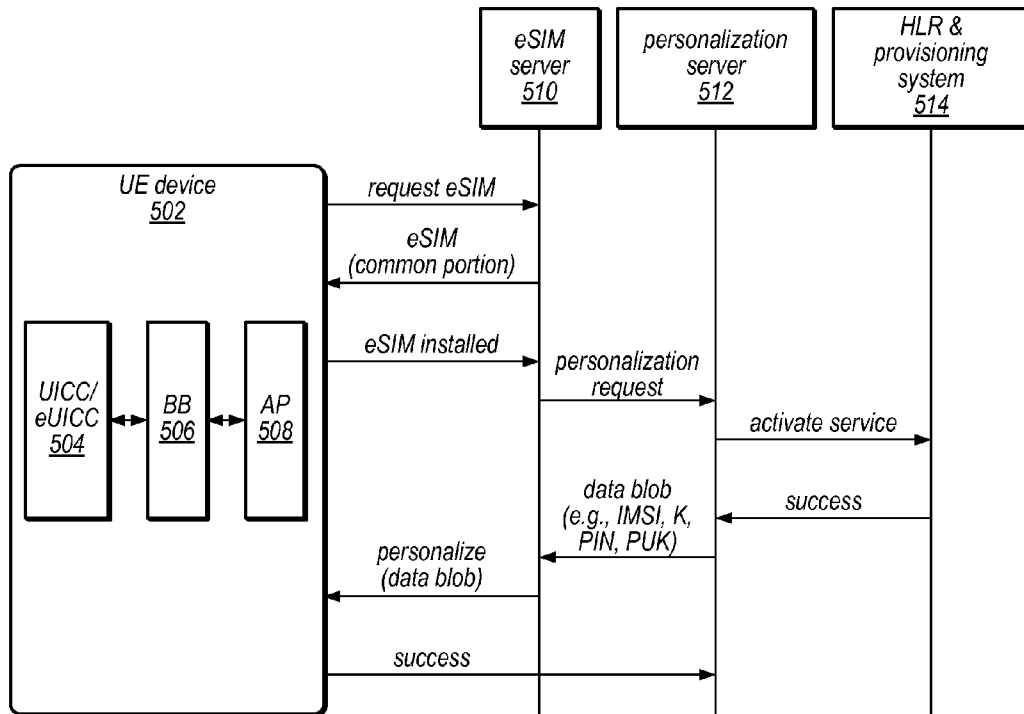 eSIM
server
510
personalization
server
512
HLR &
provisioning
system
514
UE device
502
request eSIM
eSIM
(common portion)
eSIM installed
personalization
request
UICC/
eUICC
504
BB
506
AP
508
activate service
data blob
(e.g., IMSI, K,
PIN, PUK)
success
personalize
(data blob)
success